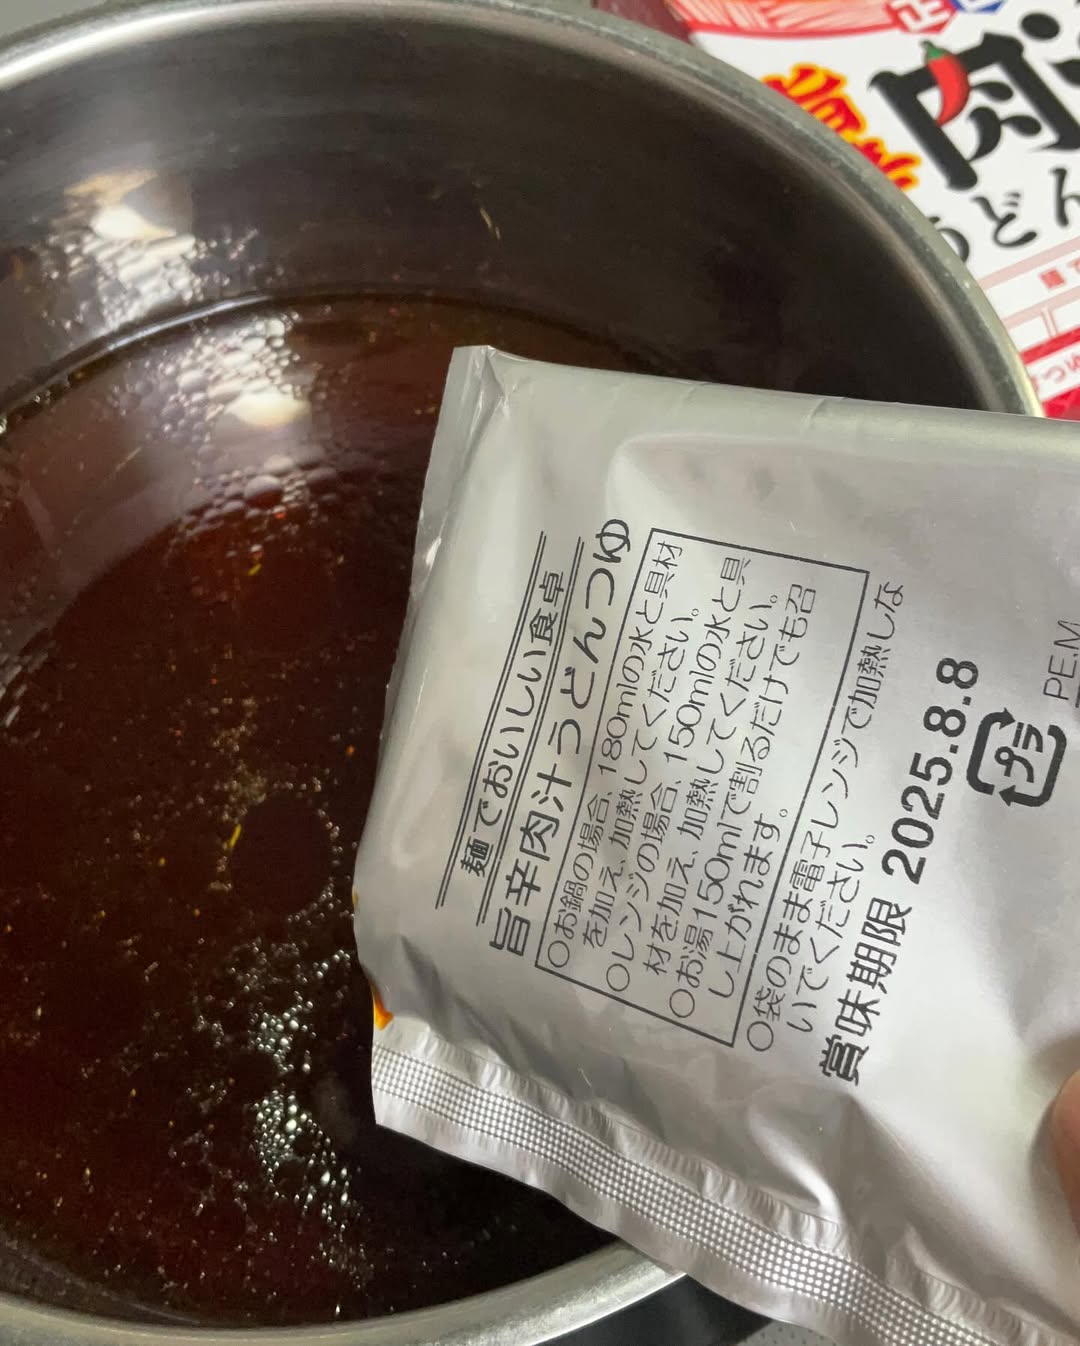 肉
うどん
麺でおいしい食卓
旨辛肉汁うどんつゆ
○お鍋の場合、180mlの水と具材
を加え、加熱してください。
○レンジの場合、150mlの水と具
材を加え、加熱してください。
○お湯150mlで割るだけでも召
し上がれます。
○袋のまま電子レンジで加熱しな
いでください。
賞味期限 2025.8.8
プラ
PE,M